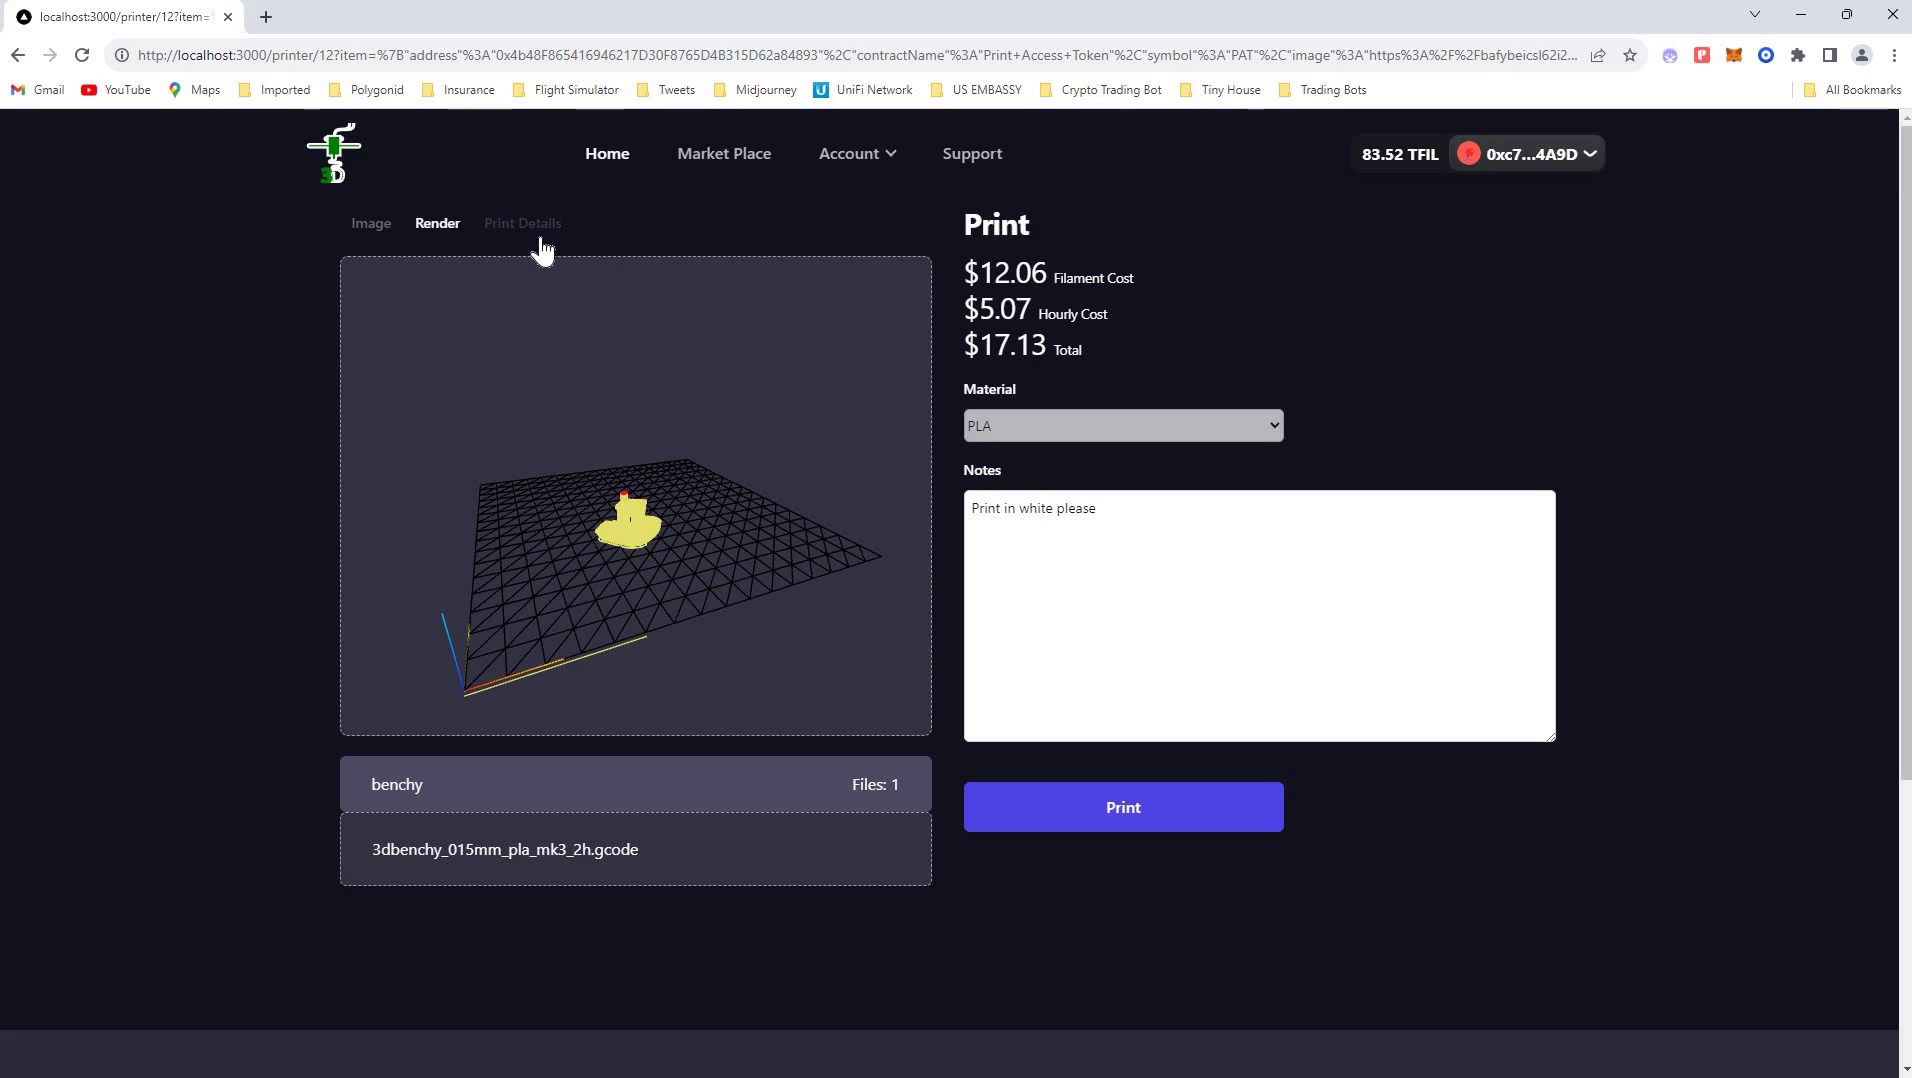 localhost:3000/printer/12?item=
http://localhost:3000/printer/12?item=%7B"address"%3A"0x4b48F865416946217D30F8765D4B315D62a84893"%2C"contractName"%3A"Print+Access+Token"%2C"symbol"%3A"PAT"%2C"image"%3A"https%3A%2F%2Fbafybeicsl62i2...
Gmail YouTube Maps Imported Polygonid Insurance Flight Simulator Tweets Midjourney UniFi Network US EMBASSY Crypto Trading Bot Tiny House Trading Bots All Bookmarks
3D Home Market Place Account Support 83.52 TFIL 0xc7...4A9D
Image Render Print Details
Print
$12.06 Filament Cost
$5.07 Hourly Cost
$17.13 Total
Material
PLA
Notes
Print in white please
benchy Files: 1
Print
3dbenchy_015mm_pla_mk3_2h.gcode